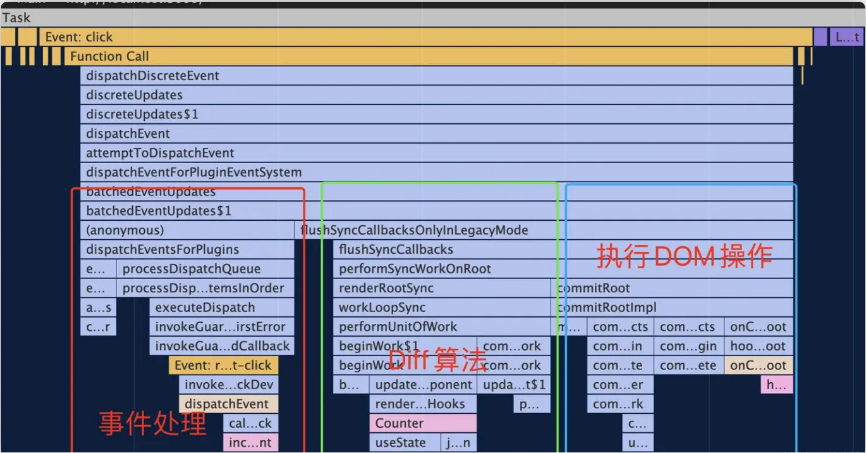 Task
Event: click
L...t
Function Call
dispatchDiscreteEvent
discreteUpdates
discreteUpdates$1
dispatchEvent
attemptToDispatchEvent
dispatchEventForPluginEventSystem
batchedEventUpdates
batchedEventUpdates$1
(anonymous) flushSyncCallbacksOnlyInLegacyMode
dispatchEventsForPlugins flushSyncCallbacks
执行DOM操作
e... processDispatchQueue performSyncWorkOnRoot
e... processDisp...temsInOrder renderRootSync commitRoot
a...s executeDispatch workLoopSync commitRootImpl
c...r invokeGuar...irstError performUnitOfWork m... com...cts com...cts onC...oot
invokeGua...dCallback beginWork$1 com...ork com...in com...gin hoo...oot
Diff算法
Event: r...t-click beginWork com...ork com...te com...ete onC...oot
invoke...ckDev b... update...ponent upda...t$1 com...er h...
dispatchEvent render...Hooks p... com...rk
事件处理
cal...ck Counter c...
inc...nt useState j...n u...